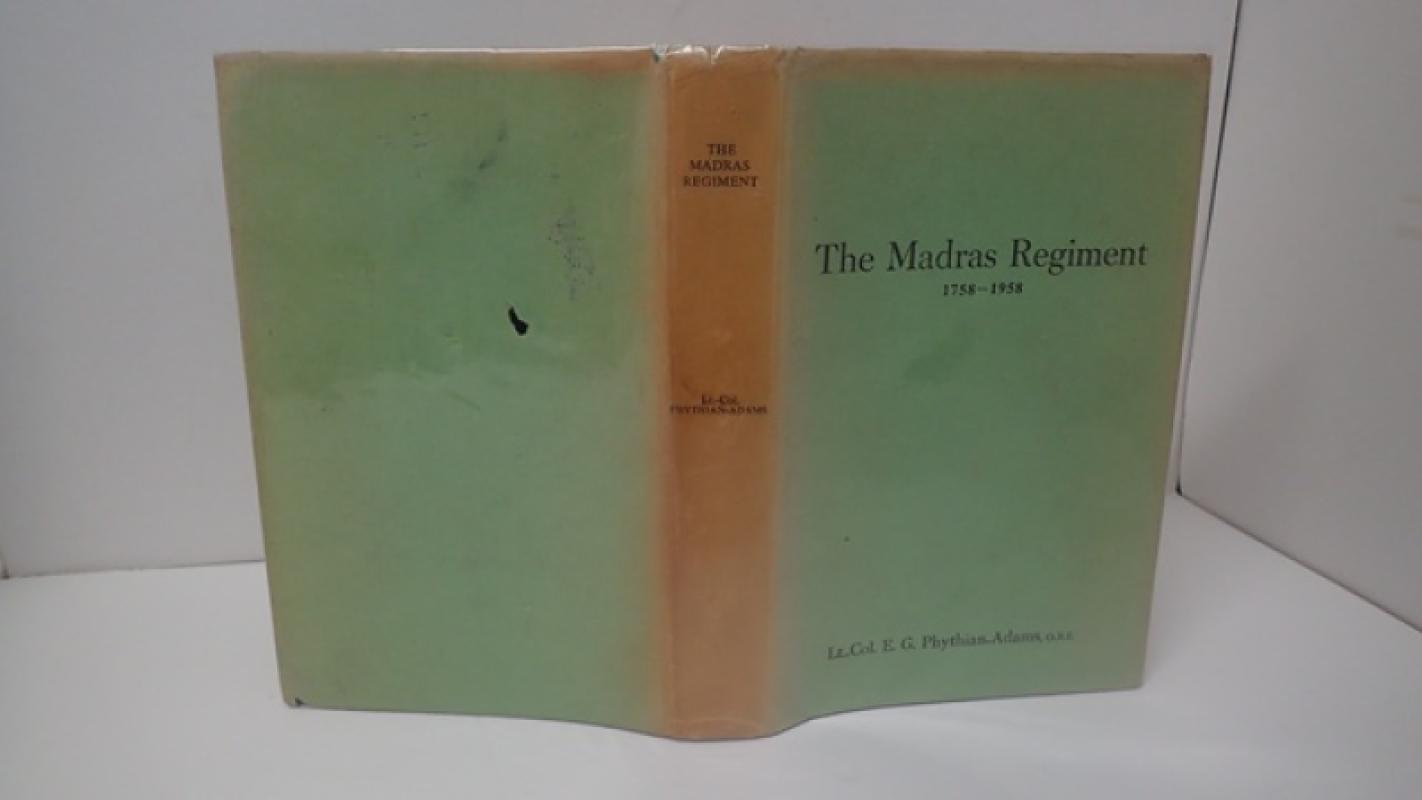 THE
MADRAS
REGIMENT
Lt.-Col.
PHYTHIAN-ADAMS
The Madras Regiment
1758-1958
Lt.-Col. E. G. Phythian-Adams, O.B.E.